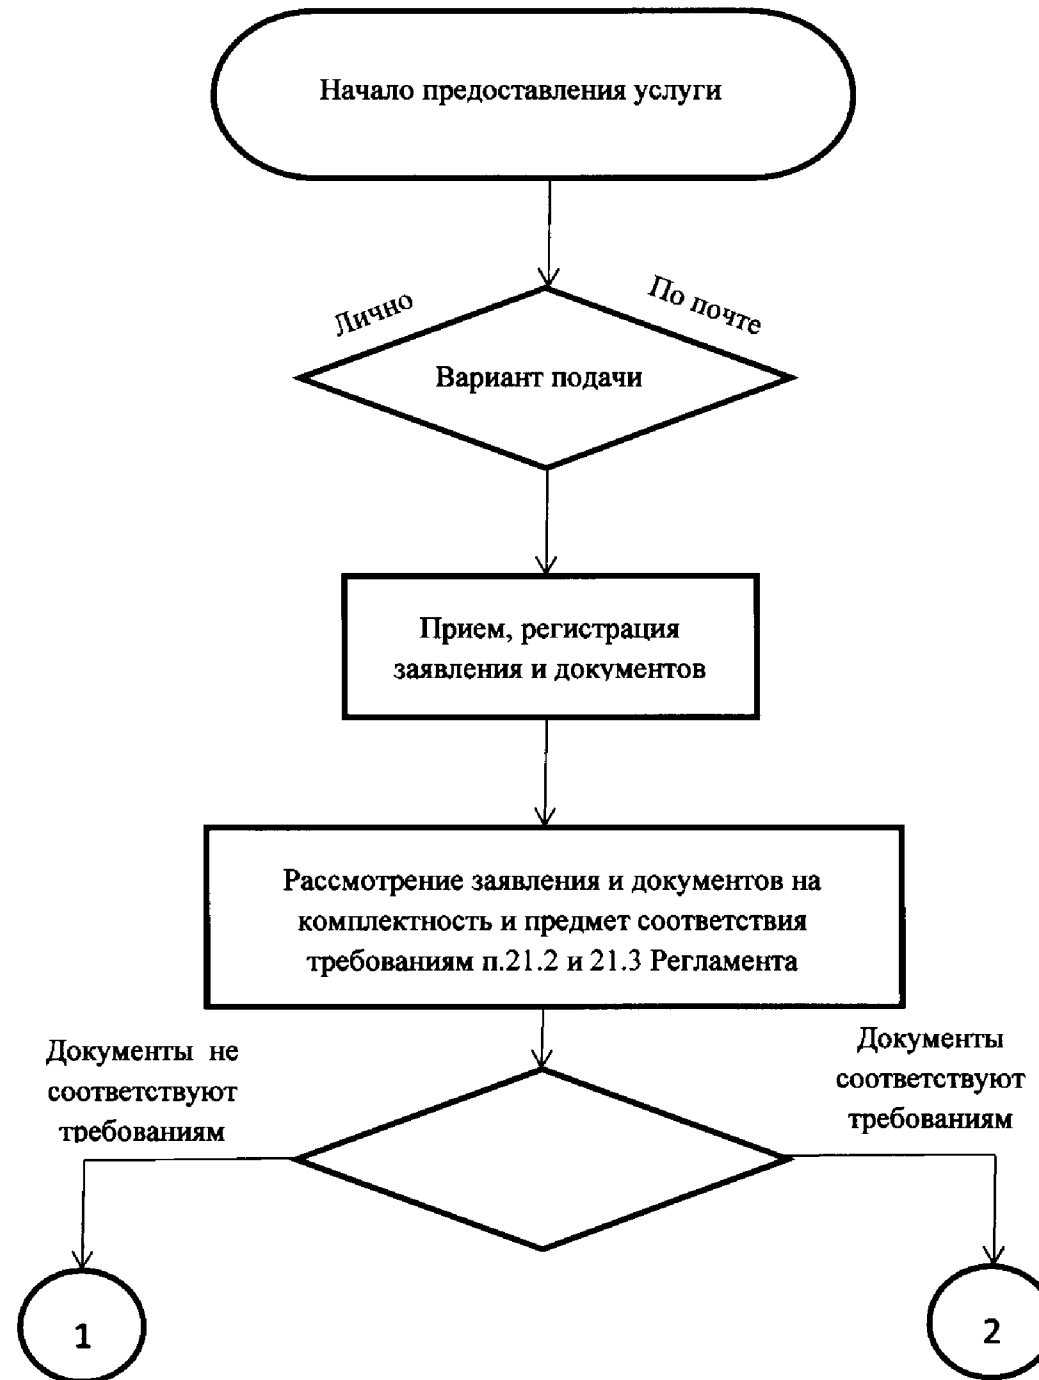 Начало предоставления услуги
Лично
По почте
Вариант подачи
Прием, регистрация
заявления и документов
Рассмотрение заявления и документов на
комплектность и предмет соответствия
требованиям п.21.2 и 21.3 Регламента
Документы не
соответствуют
требованиям
Документы
соответствуют
требованиям
1
2